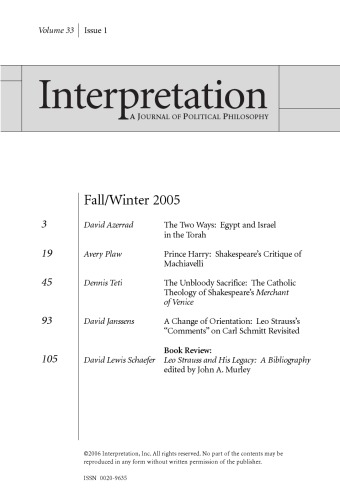 Volume 33 Issue 1
Interpretation
A JOURNAL OF POLITICAL PHILOSOPHY
Fall/Winter 2005
3 David Azerrad The Two Ways: Egypt and Israel
in the Torah
19 Avery Plaw Prince Harry: Shakespeare’s Critique of
Machiavelli
45 Dennis Teti The Unbloody Sacrifice: The Catholic
Theology of Shakespeare’s Merchant
of Venice
93 David Janssens A Change of Orientation: Leo Strauss’s
“Comments” on Carl Schmitt Revisited
Book Review:
105 David Lewis Schaefer Leo Strauss and His Legacy: A Bibliography
edited by John A. Murley
©2006 Interpretation, Inc. All rights reserved. No part of the contents may be
reproduced in any form without written permission of the publisher.
ISSN 0020-9635